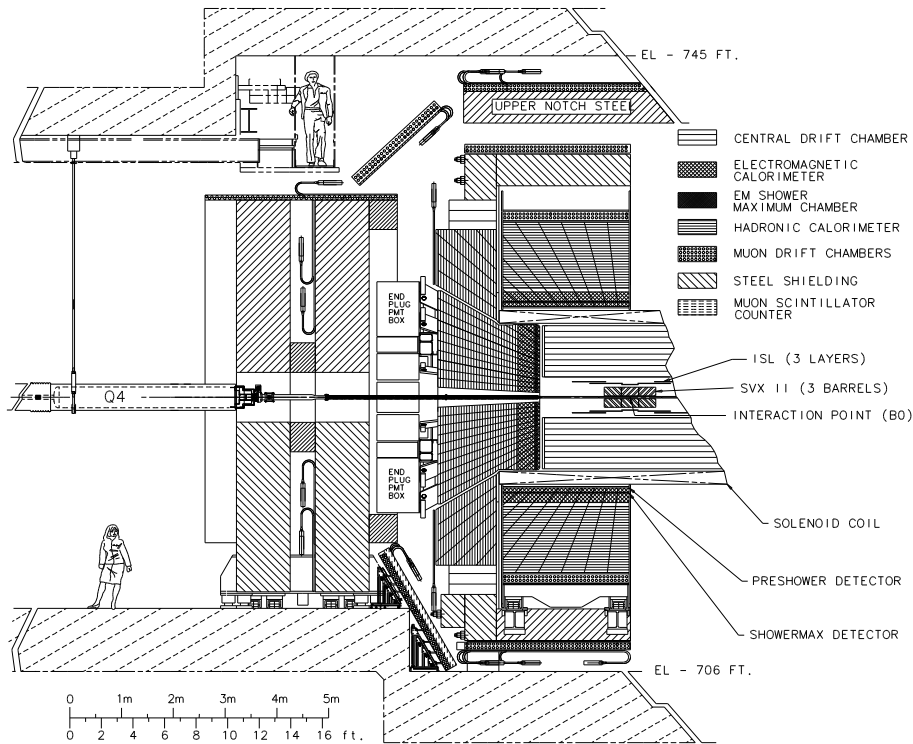 EL - 745 FT.
UPPER NOTCH STEEL
CENTRAL DRIFT CHAMBER
ELECTROMAGNETIC
CALORIMETER
EM SHOWER
MAXIMUM CHAMBER
HADRONIC CALORIMETER
MUON DRIFT CHAMBERS
STEEL SHIELDING
MUON SCINTILLATOR
COUNTER
END
PLUG
PMT
BOX
ISL (3 LAYERS)
SVX II (3 BARRELS)
INTERACTION POINT (B0)
Q4
END
PLUG
PMT
BOX
SOLENOID COIL
PRESHOWER DETECTOR
SHOWERMAX DETECTOR
EL - 706 FT.
0 1m 2m 3m 4m 5m
0 2 4 6 8 10 12 14 16 ft.